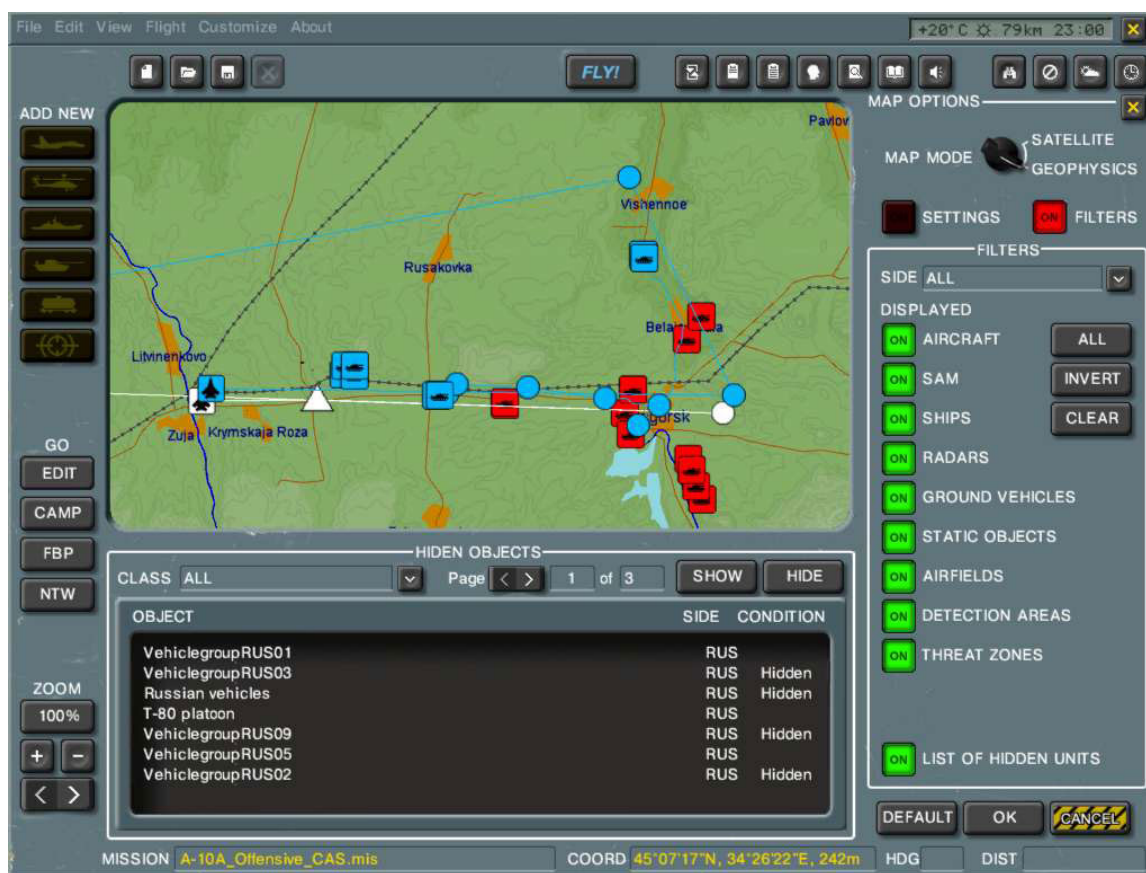 File Edit View Flight Customize About
+20°C 79km 23:00
FLY!
ADD NEW
GO
EDIT
CAMP
FBP
NTW
ZOOM
100%
+ -
< >
Pavlov
Vishennoe
Rusakovka
Litvinenkovo
Zuja
Krymskaja Roza
MAP OPTIONS
MAP MODE
SATELLITE
GEOPHYSICS
SETTINGS
ON FILTERS
FILTERS
SIDE ALL
DISPLAYED
ON AIRCRAFT ALL
ON SAM INVERT
ON SHIPS CLEAR
ON RADARS
ON GROUND VEHICLES
ON STATIC OBJECTS
ON AIRFIELDS
ON DETECTION AREAS
ON THREAT ZONES
ON LIST OF HIDDEN UNITS
DEFAULT OK CANCEL
HIDDEN OBJECTS
CLASS ALL Page < > 1 of 3 SHOW HIDE
OBJECT SIDE CONDITION
VehiclegroupRUS01 RUS
VehiclegroupRUS03 RUS Hidden
Russian vehicles RUS Hidden
T-80 platoon RUS
VehiclegroupRUS09 RUS Hidden
VehiclegroupRUS05 RUS
VehiclegroupRUS02 RUS Hidden
MISSION A-10A_Offensive_CAS.mis COORD 45°07'17"N, 34°26'22"E, 242m HDG DIST